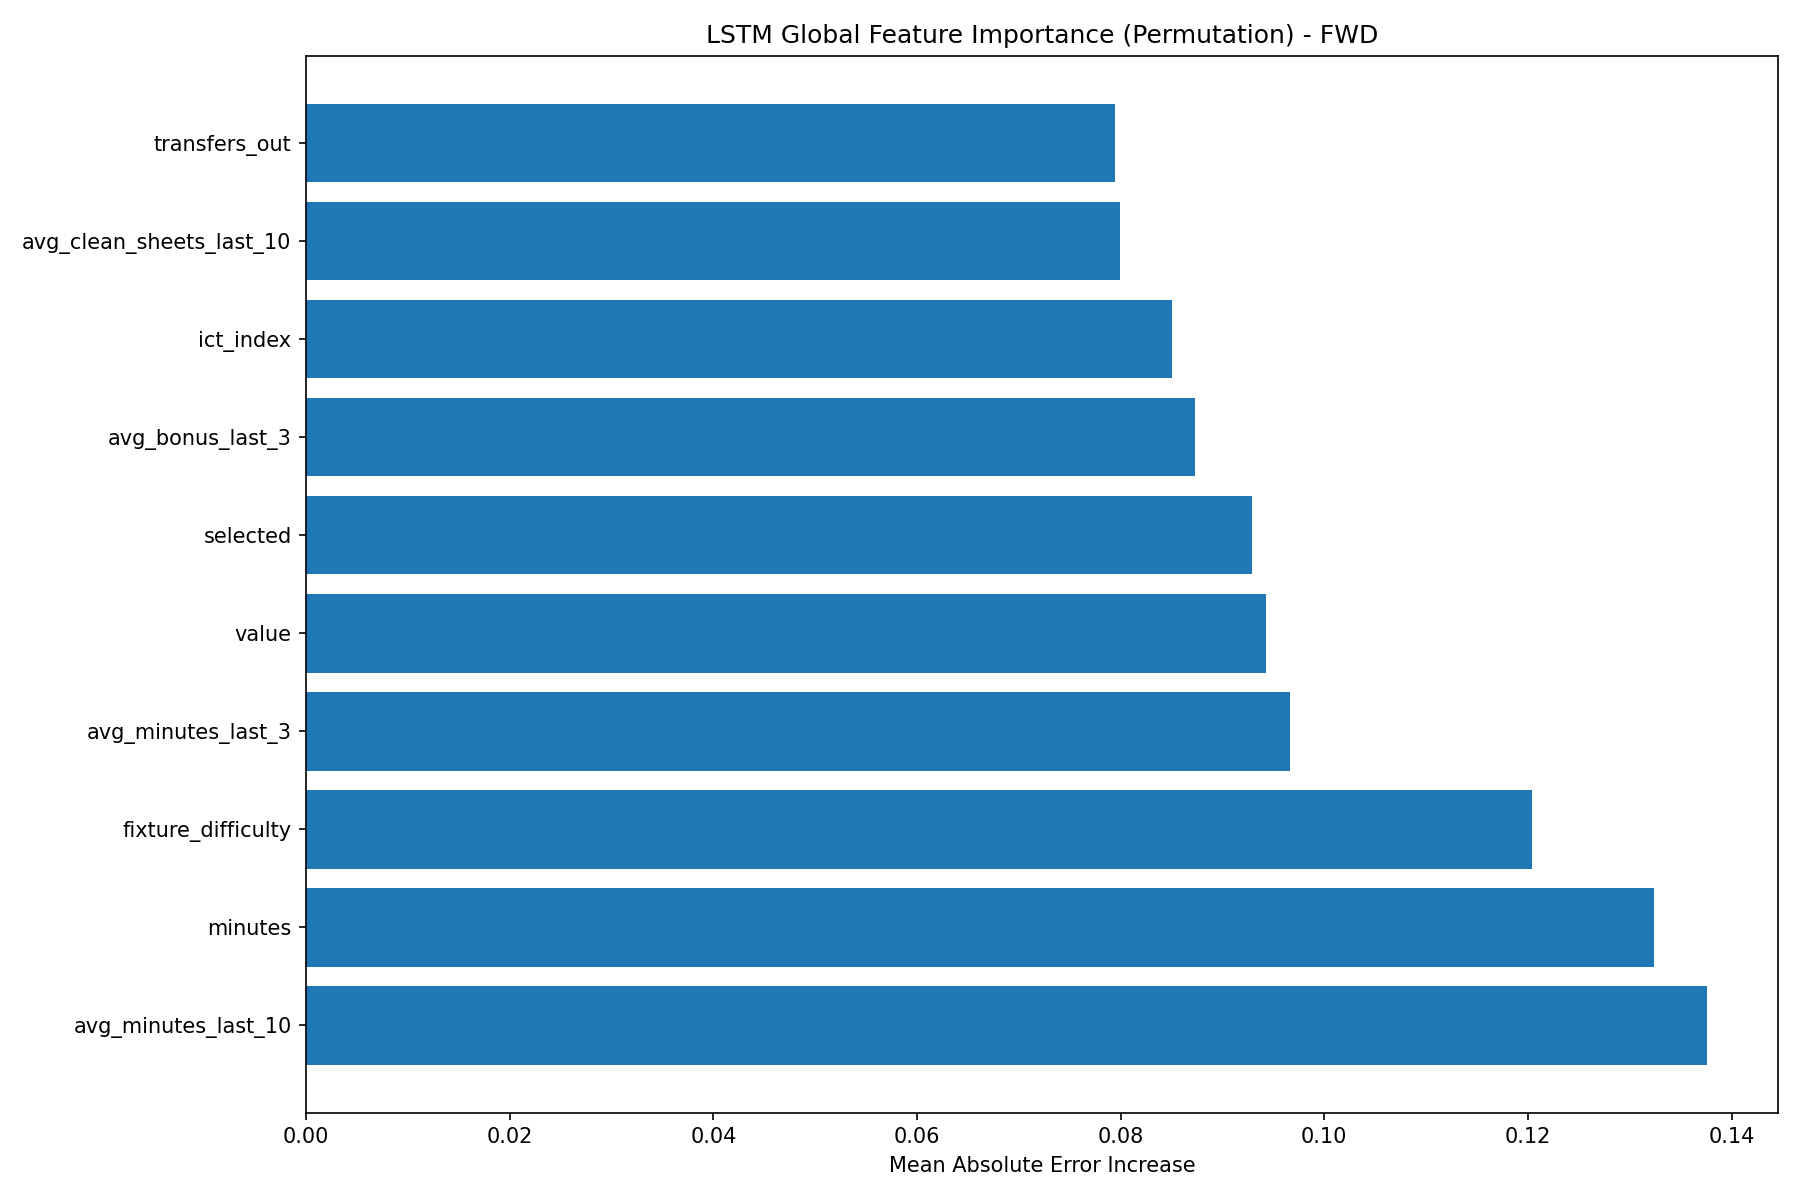 LSTM Global Feature Importance (Permutation) - FWD
transfers_out
avg_clean_sheets_last_10
ict_index
avg_bonus_last_3
selected
value
avg_minutes_last_3
fixture_difficulty
minutes
avg_minutes_last_10
0.00 0.02 0.04 0.06 0.08 0.10 0.12 0.14
Mean Absolute Error Increase